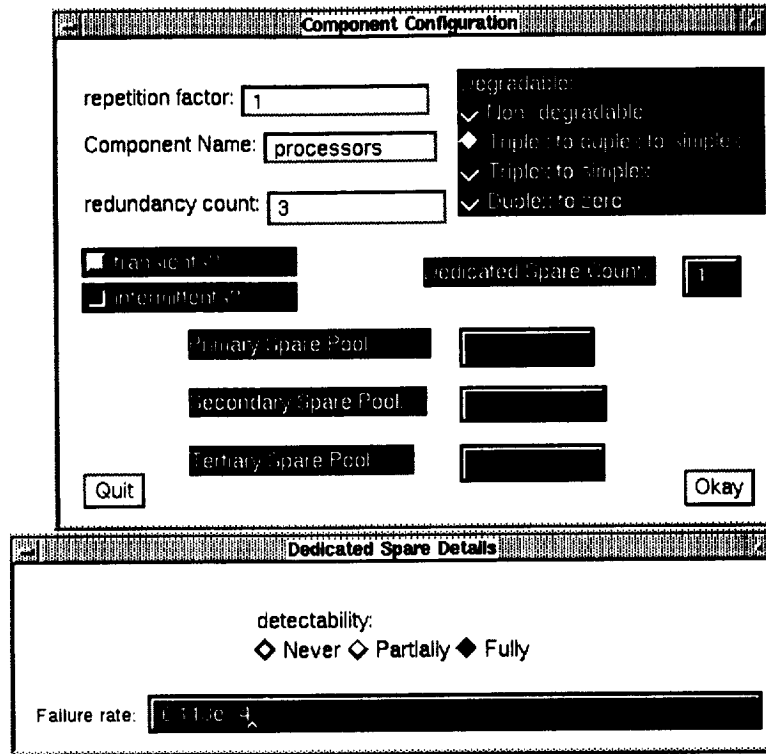 Component Configuration
repetition factor: 1
Degradable:
Non-degradable
Component Name: processors
Triplex to duplex to simplex
Triplex to simplex
redundancy count: 3
Duplex to zero
transient
Dedicated Spare Count: 1
intermittent
Primary Spare Pool
Secondary Spare Pool:
Tertiary Spare Pool
Quit
Okay
Dedicated Spare Details
detectability:
Never Partially Fully
Failure rate: